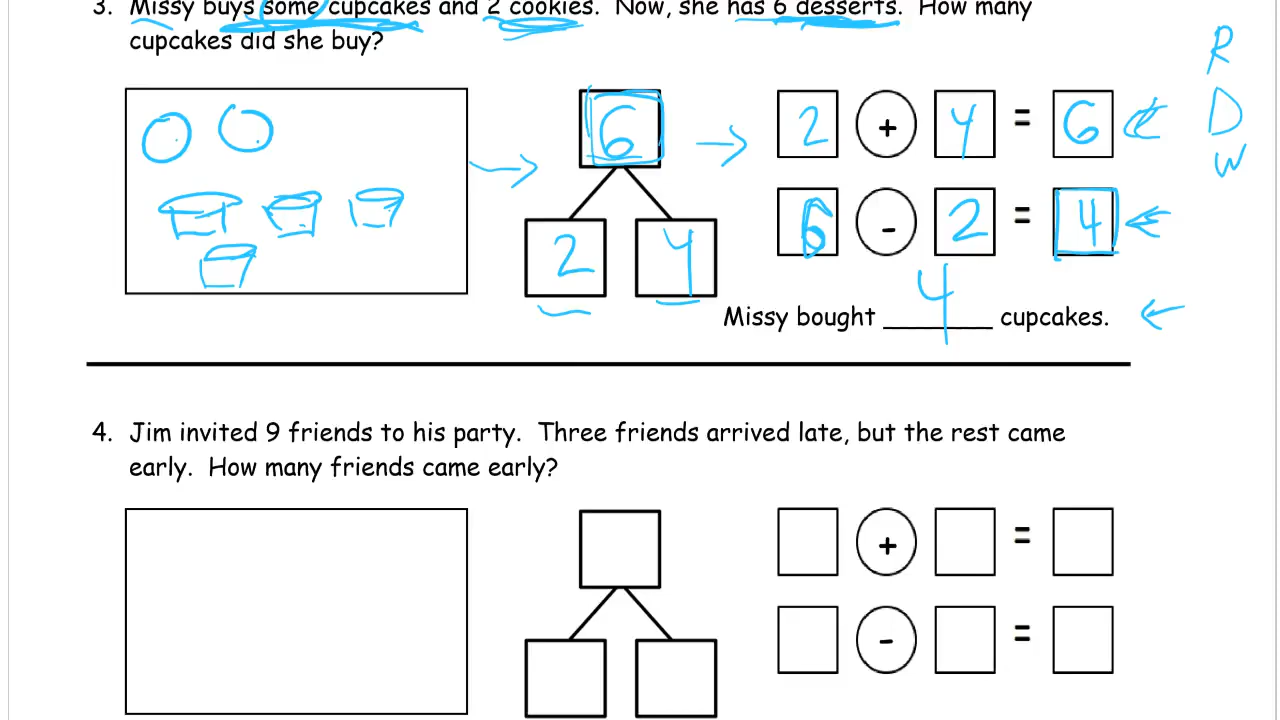 3. Missy buys some cupcakes and 2 cookies. Now, she has 6 desserts. How many
cupcakes did she buy?
R
D
W
6
2 4
2 + 4 = 6
6 - 2 = 4
Missy bought 4 cupcakes.
4. Jim invited 9 friends to his party. Three friends arrived late, but the rest came
early. How many friends came early?
+ =
- =